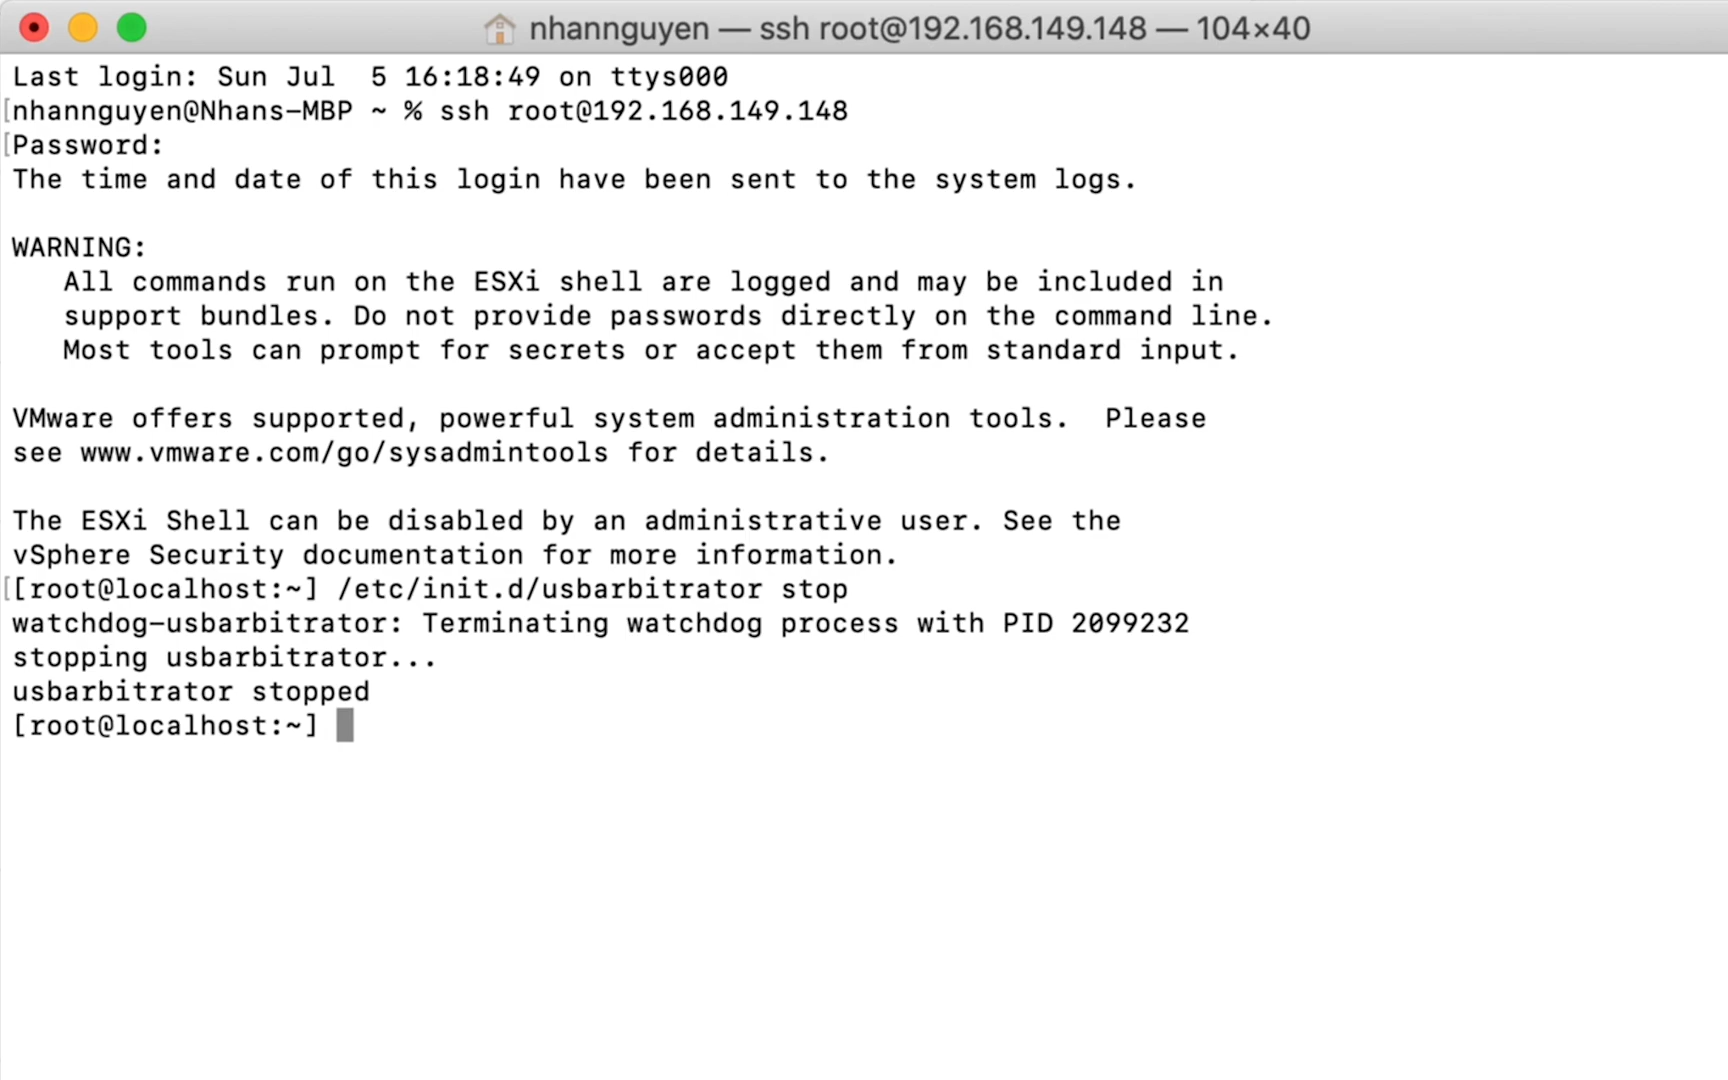 nhannguyen — ssh root@192.168.149.148 — 104×40
Last login: Sun Jul  5 16:18:49 on ttys000
[nhannguyen@Nhans-MBP ~ % ssh root@192.168.149.148
[Password:
The time and date of this login have been sent to the system logs.

WARNING:
   All commands run on the ESXi shell are logged and may be included in
   support bundles. Do not provide passwords directly on the command line.
   Most tools can prompt for secrets or accept them from standard input.

VMware offers supported, powerful system administration tools.  Please
see www.vmware.com/go/sysadmintools for details.

The ESXi Shell can be disabled by an administrative user. See the
vSphere Security documentation for more information.
[[root@localhost:~] /etc/init.d/usbarbitrator stop
watchdog-usbarbitrator: Terminating watchdog process with PID 2099232
stopping usbarbitrator...
usbarbitrator stopped
[root@localhost:~]